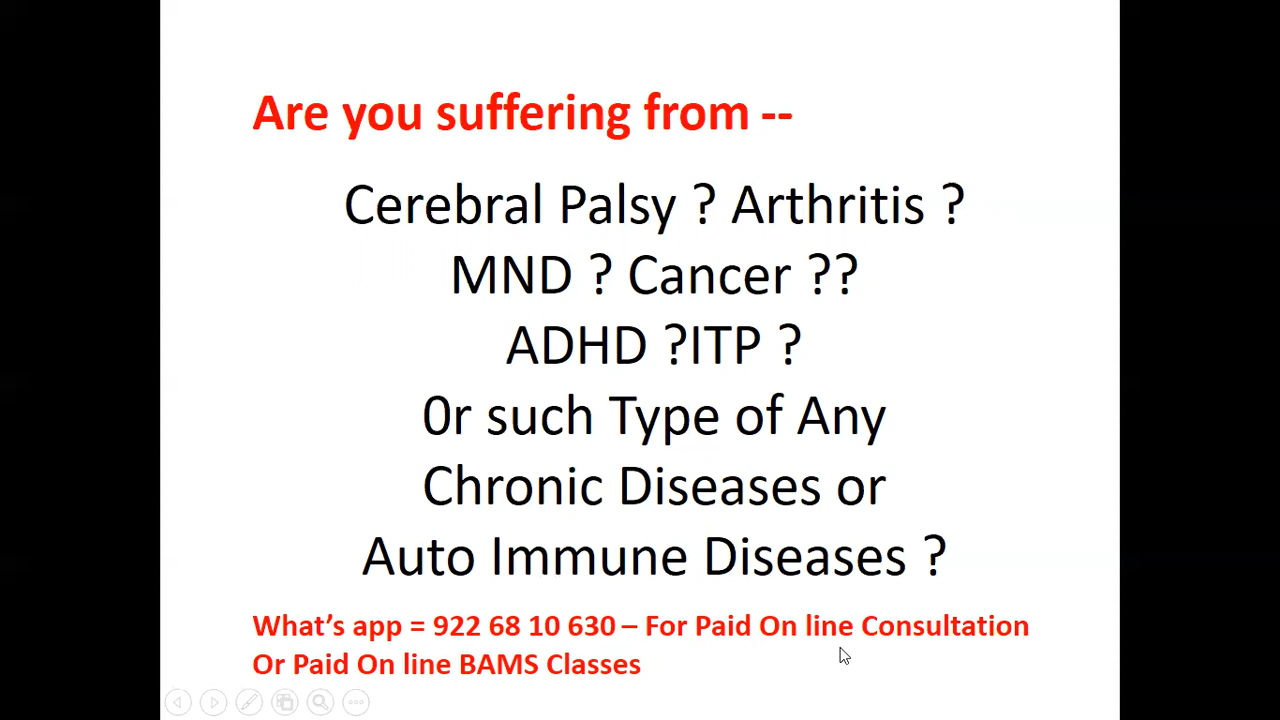 Are you suffering from --
Cerebral Palsy ? Arthritis ?
MND ? Cancer ??
ADHD ?ITP ?
0r such Type of Any
Chronic Diseases or
Auto Immune Diseases ?
What’s app = 922 68 10 630 – For Paid On line Consultation
Or Paid On line BAMS Classes